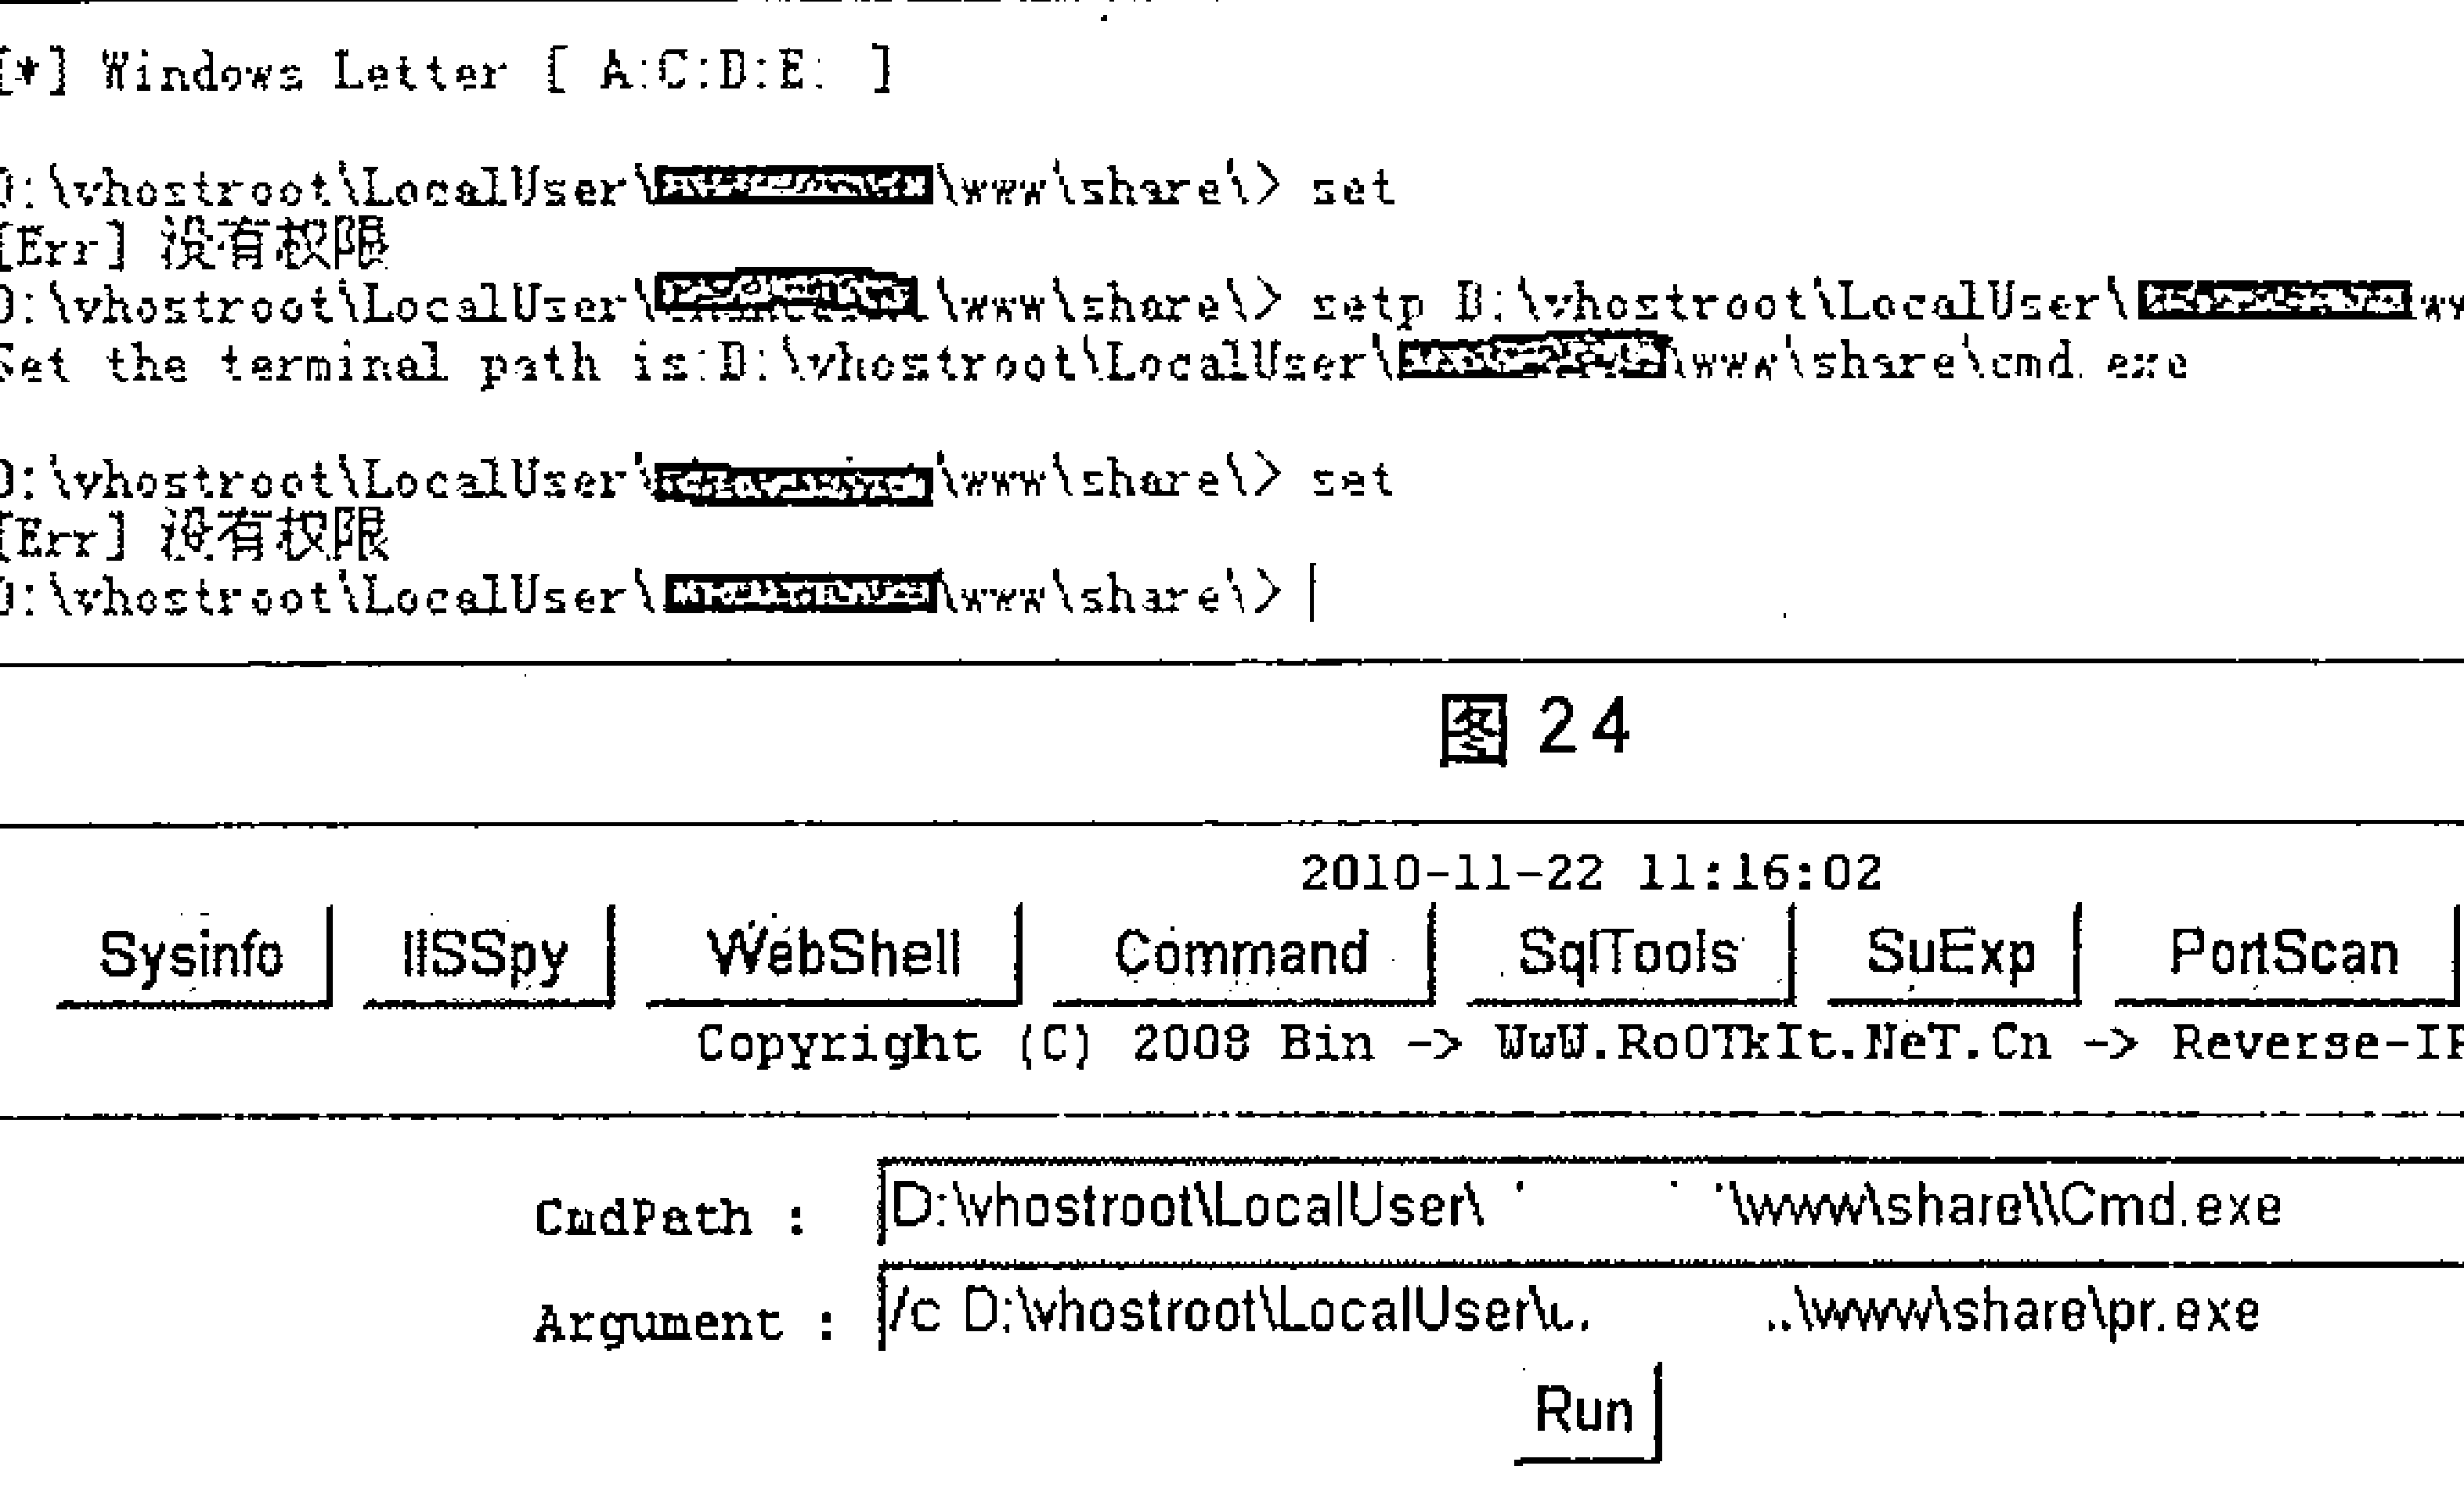 [*] Windows Letter [ A:C:D:E: ]
D:\vhostroot\LocalUser\ \www\share\> set
[Err] 没有权限
D:\vhostroot\LocalUser\ \www\share\> setp D:\vhostroot\LocalUser\
Set the terminal path is:D:\vhostroot\LocalUser\ \www\share\cmd.exe
D:\vhostroot\LocalUser\ \www\share\> set
[Err] 没有权限
D:\vhostroot\LocalUser\ \www\share\>
图 24
2010-11-22 11:16:02
Sysinfo IISSpy WebShell Command SqlTools SuExp PortScan
Copyright (C) 2008 Bin -> WwW.RoOTkIt.NeT.Cn -> Reverse-IP
CmdPath : D:\vhostroot\LocalUser\ \www\share\\Cmd.exe
Argument : /c D:\vhostroot\LocalUser\ \www\share\pr.exe
Run